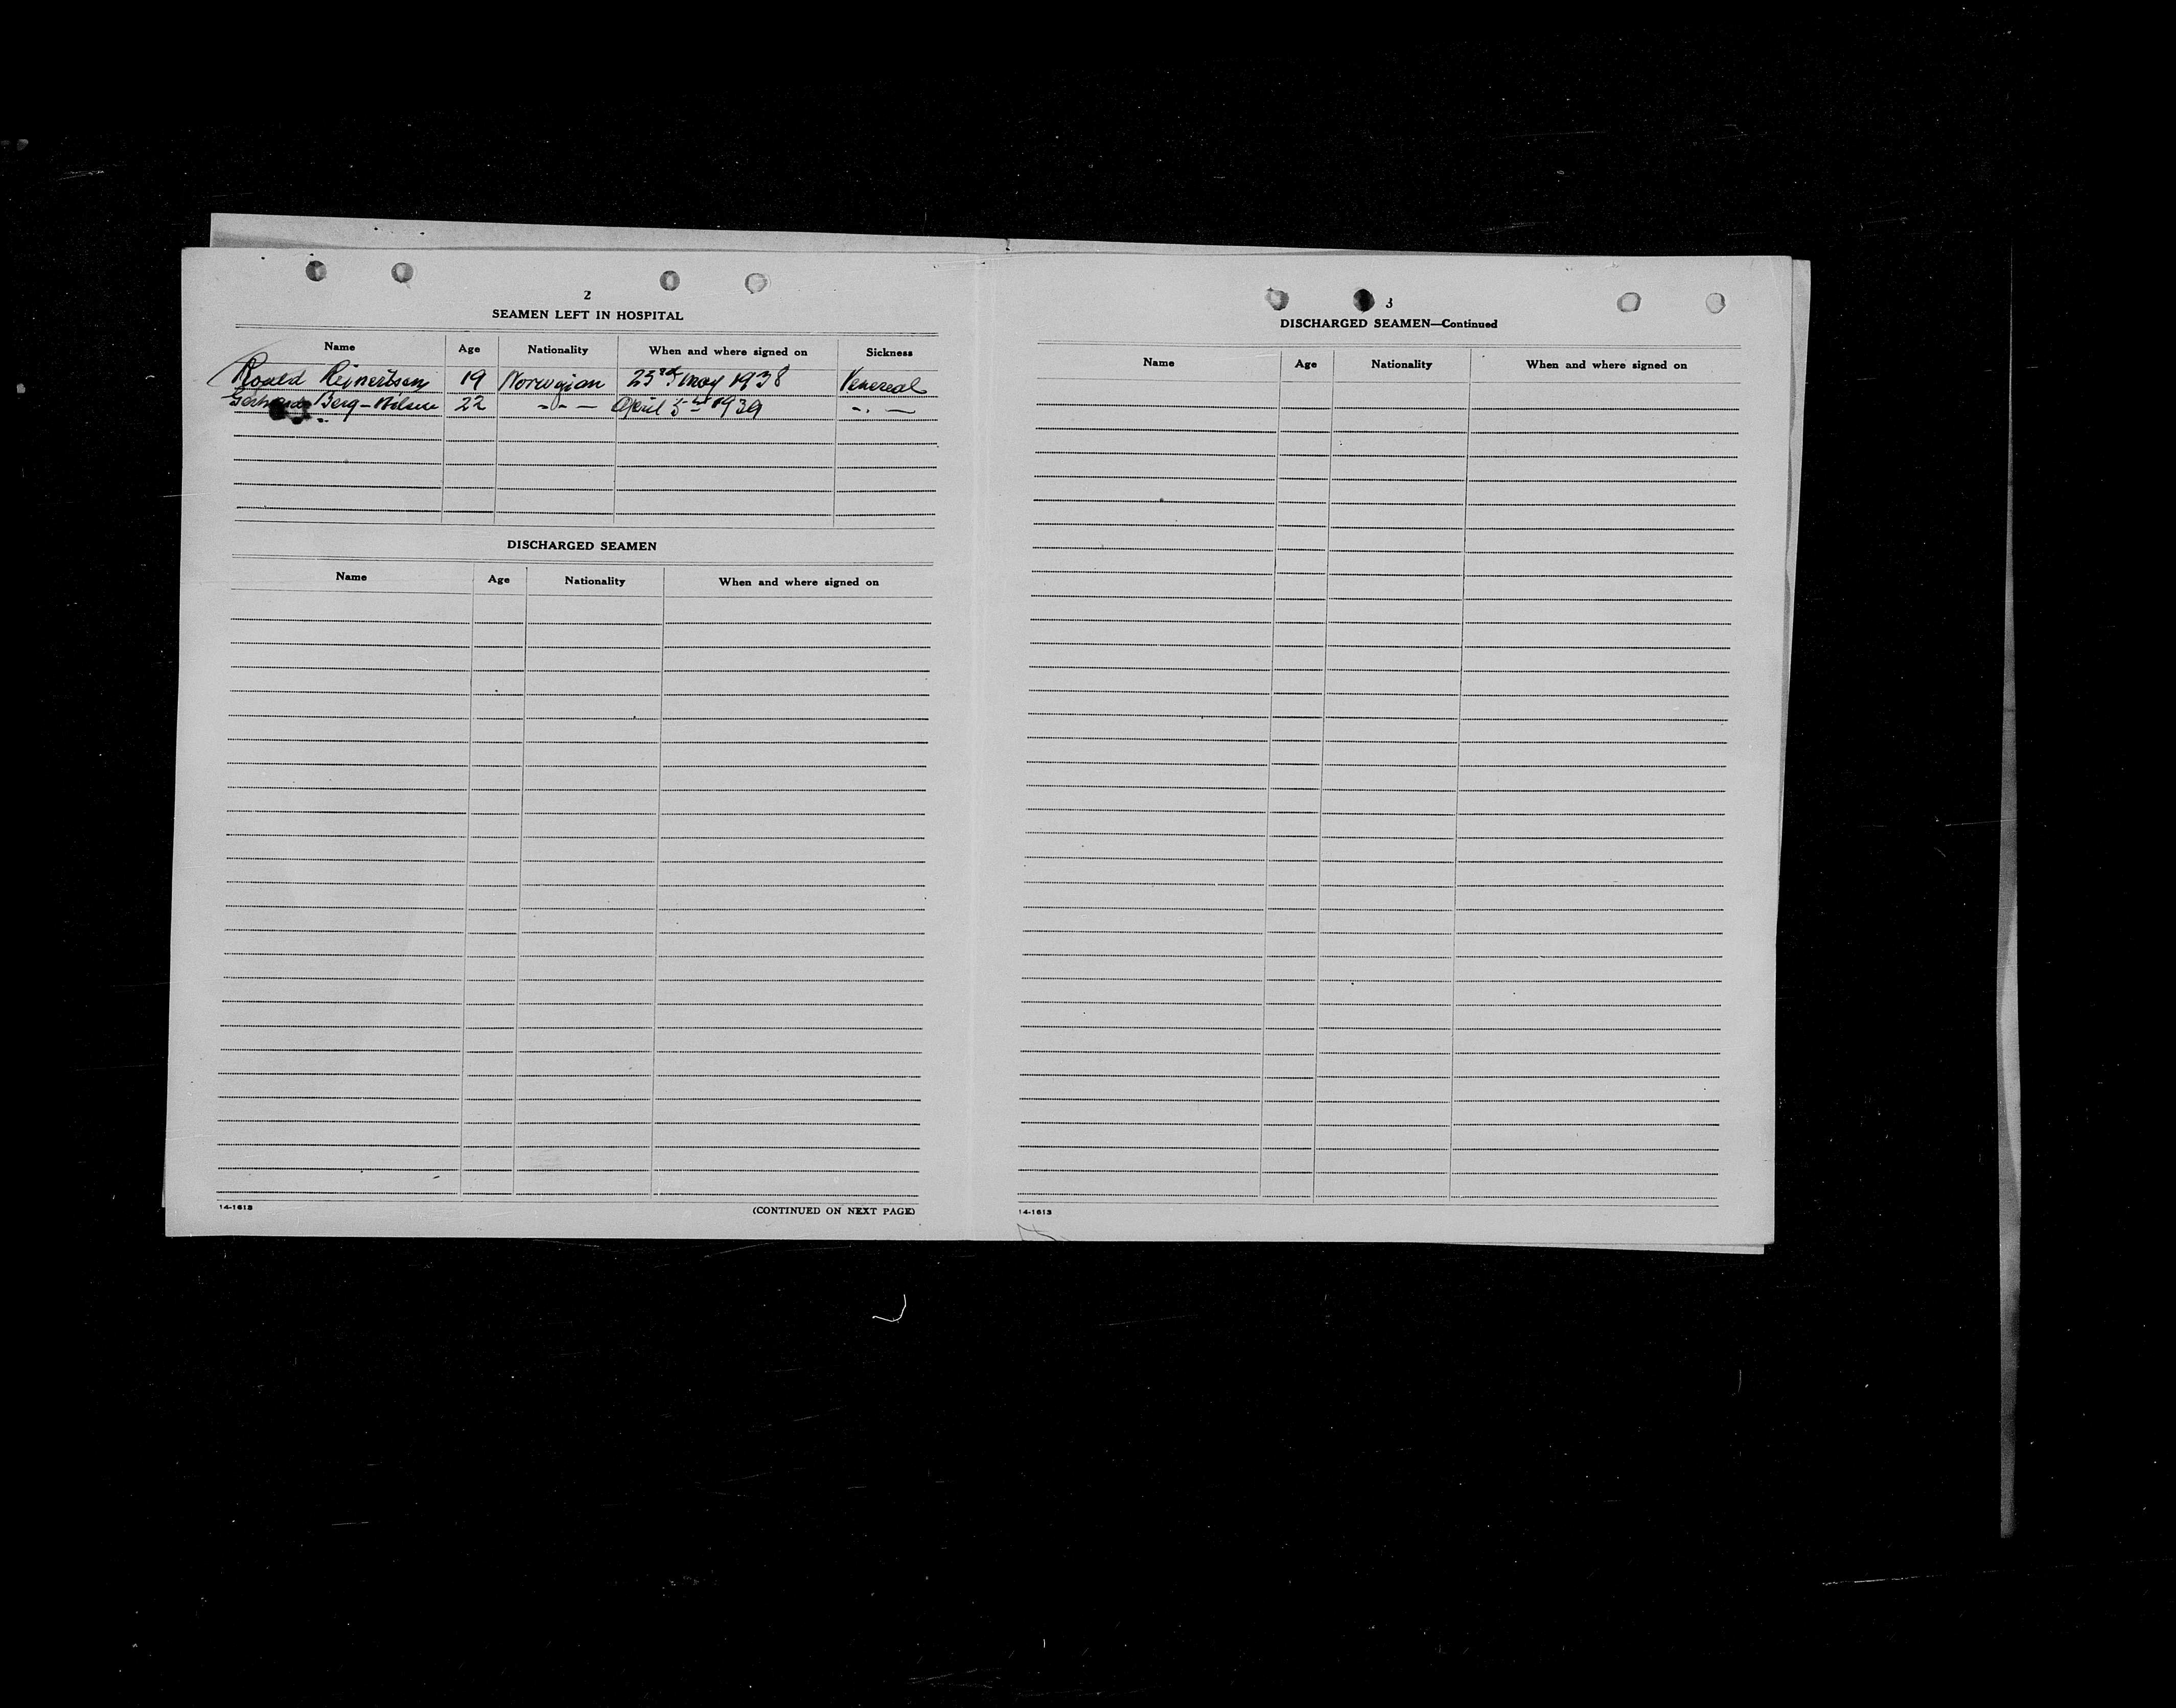 2
SEAMEN LEFT IN HOSPITAL
Name Age Nationality When and where signed on Sickness
Roald Reinertsen 19 Norwegian 23rd may 1938 Venereal
Berg-Nilsen 22 -"- April 5th 1939 -"-
DISCHARGED SEAMEN
Name Age Nationality When and where signed on
14-1613 (CONTINUED ON NEXT PAGE)
3
DISCHARGED SEAMEN—Continued
Name Age Nationality When and where signed on
14-1613